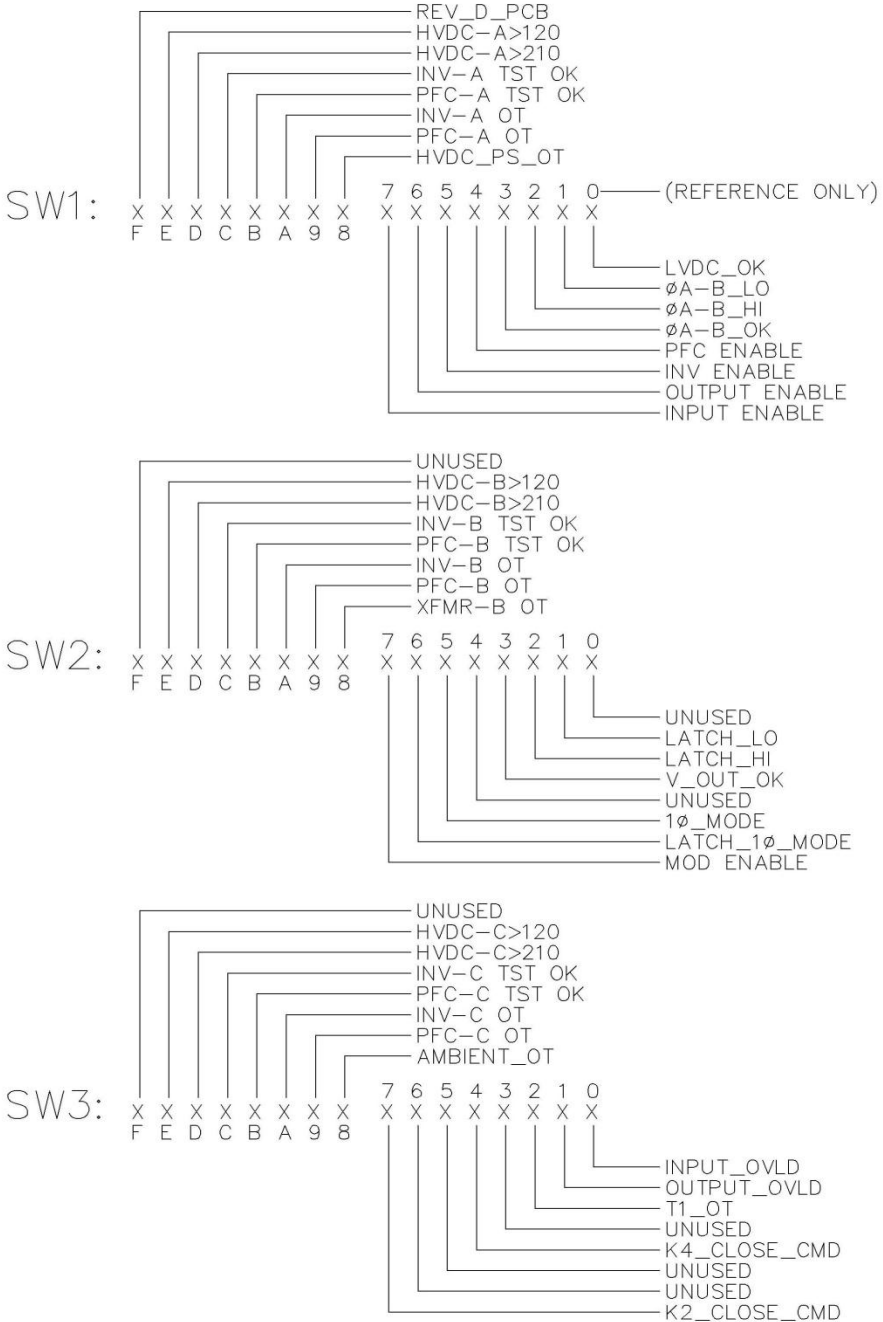 REV_D_PCB
HVDC-A>120
HVDC-A>210
INV-A TST OK
PFC-A TST OK
INV-A OT
PFC-A OT
HVDC_PS_OT
7 6 5 4 3 2 1 0 (REFERENCE ONLY)
SW1: X X X X X X X X X X X X X X X X
F E D C B A 9 8
LVDC_OK
ØA-B_LO
ØA-B_HI
ØA-B_OK
PFC ENABLE
INV ENABLE
OUTPUT ENABLE
INPUT ENABLE
UNUSED
HVDC-B>120
HVDC-B>210
INV-B TST OK
PFC-B TST OK
INV-B OT
PFC-B OT
XFMR-B OT
7 6 5 4 3 2 1 0
SW2: X X X X X X X X X X X X X X X X
F E D C B A 9 8
UNUSED
LATCH_LO
LATCH_HI
V_OUT_OK
UNUSED
1Ø_MODE
LATCH_1Ø_MODE
MOD ENABLE
UNUSED
HVDC-C>120
HVDC-C>210
INV-C TST OK
PFC-C TST OK
INV-C OT
PFC-C OT
AMBIENT_OT
7 6 5 4 3 2 1 0
SW3: X X X X X X X X X X X X X X X X
F E D C B A 9 8
INPUT_OVLD
OUTPUT_OVLD
T1_OT
UNUSED
K4_CLOSE_CMD
UNUSED
UNUSED
K2_CLOSE_CMD